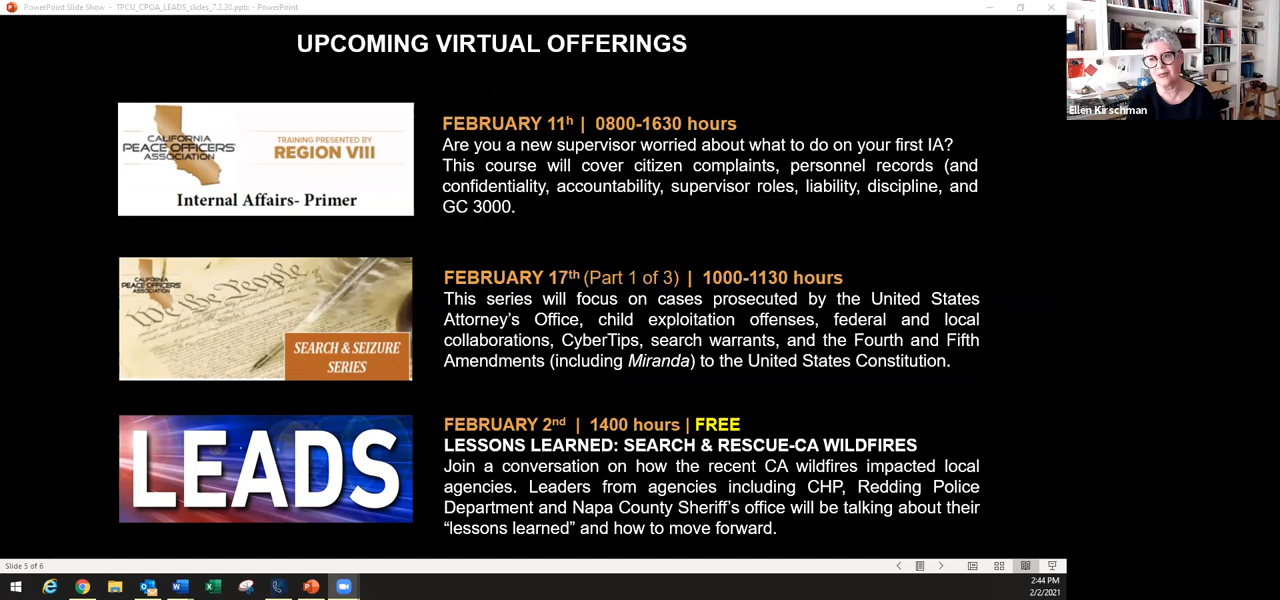 PowerPoint Slide Show - TPCU_CPOA_LEADS_slides_7.2.20.ppts - PowerPoint
Ellen Kirschman
UPCOMING VIRTUAL OFFERINGS
CALIFORNIA
PEACE OFFICERS'
ASSOCIATION
TRAINING PRESENTED BY
REGION VIII
Internal Affairs- Primer
FEBRUARY 11h | 0800-1630 hours
Are you a new supervisor worried about what to do on your first IA?
This course will cover citizen complaints, personnel records (and
confidentiality, accountability, supervisor roles, liability, discipline, and
GC 3000.
CALIFORNIA
PEACE OFFICERS'
ASSOCIATION
We the People
SEARCH & SEIZURE
SERIES
FEBRUARY 17th (Part 1 of 3) | 1000-1130 hours
This series will focus on cases prosecuted by the United States
Attorney's Office, child exploitation offenses, federal and local
collaborations, CyberTips, search warrants, and the Fourth and Fifth
Amendments (including Miranda) to the United States Constitution.
LEADS
FEBRUARY 2nd | 1400 hours | FREE
LESSONS LEARNED: SEARCH & RESCUE-CA WILDFIRES
Join a conversation on how the recent CA wildfires impacted local
agencies. Leaders from agencies including CHP, Redding Police
Department and Napa County Sheriff's office will be talking about their
“lessons learned” and how to move forward.
Slide 5 of 6
2:44 PM
2/2/2021